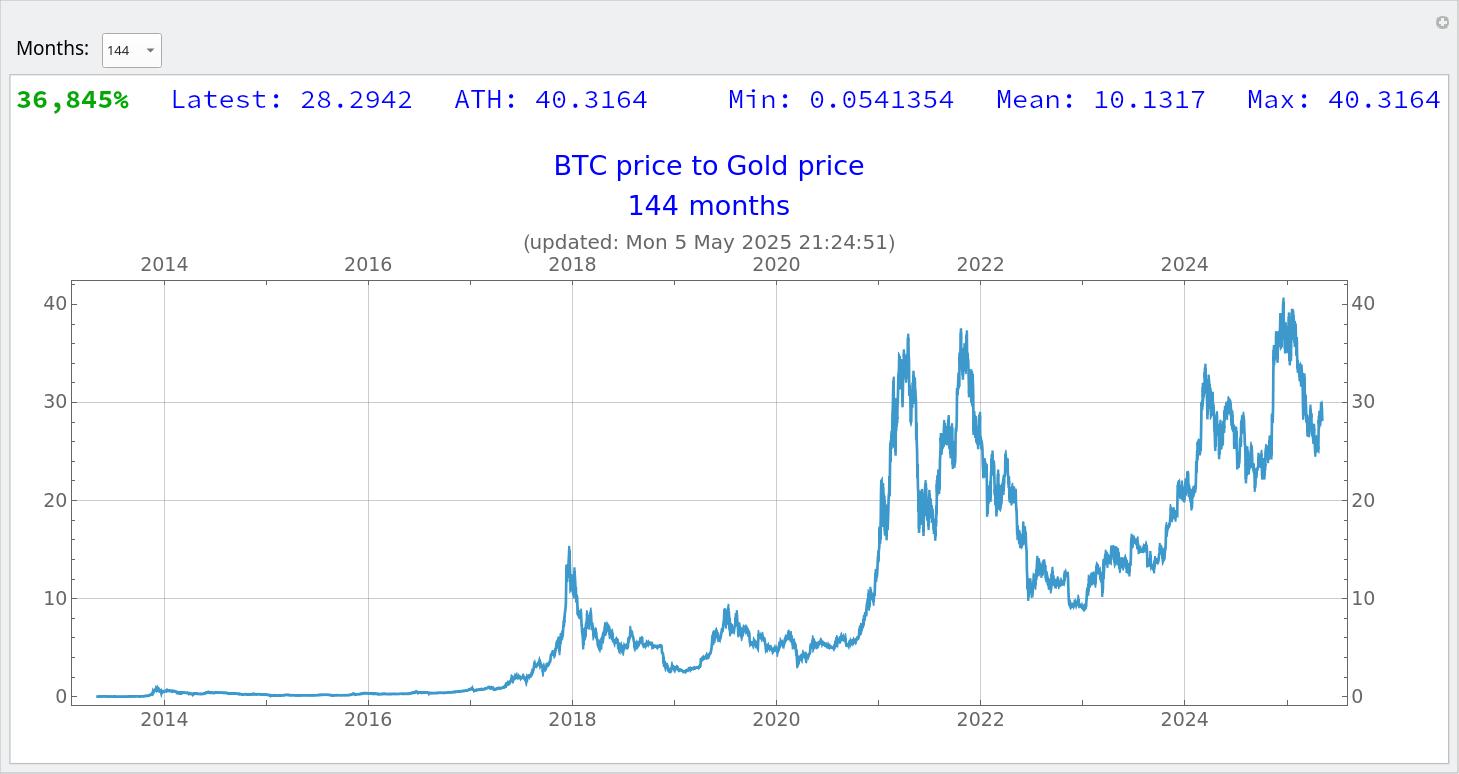 Months: 144
36,845% Latest: 28.2942 ATH: 40.3164 Min: 0.0541354 Mean: 10.1317 Max: 40.3164
BTC price to Gold price
144 months
(updated: Mon 5 May 2025 21:24:51)
2014 2016 2018 2020 2022 2024
40 40
30 30
20 20
10 10
0 0
2014 2016 2018 2020 2022 2024